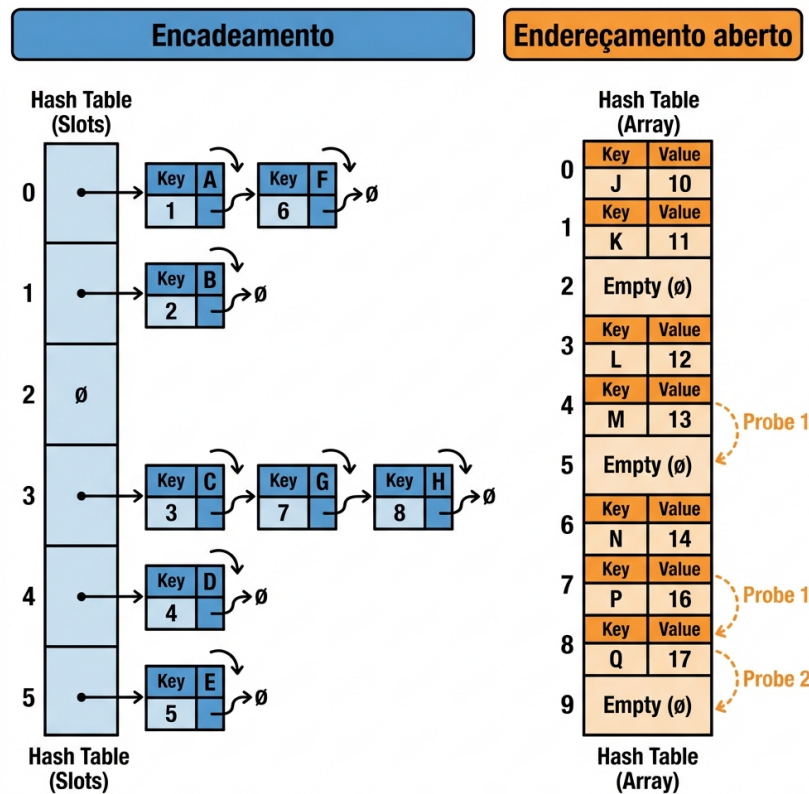 Encadeamento
Hash Table
(Slots)
0
Key A
1
Key F
6
ø
1
Key B
2
ø
2
ø
3
Key C
3
Key G
7
Key H
8
ø
4
Key D
4
ø
5
Key E
5
ø
Hash Table
(Slots)
Endereçamento aberto
Hash Table
(Array)
0
Key Value
J 10
1
Key Value
K 11
2
Empty (ø)
3
Key Value
L 12
4
Key Value
M 13
Probe 1
5
Empty (ø)
6
Key Value
N 14
7
Key Value
P 16
Probe 1
8
Key Value
Q 17
Probe 2
9
Empty (ø)
Hash Table
(Array)